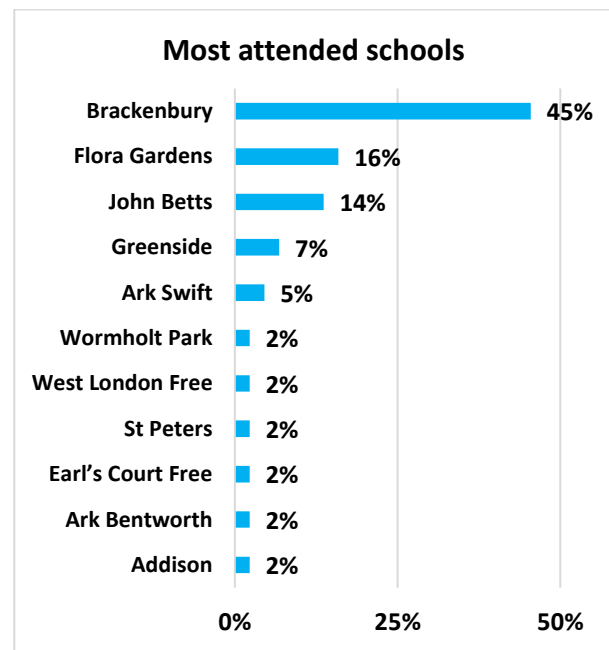 Most attended schools
Brackenbury 45%
Flora Gardens 16%
John Betts 14%
Greenside 7%
Ark Swift 5%
Wormholt Park 2%
West London Free 2%
St Peters 2%
Earl’s Court Free 2%
Ark Bentworth 2%
Addison 2%
0% 25% 50%